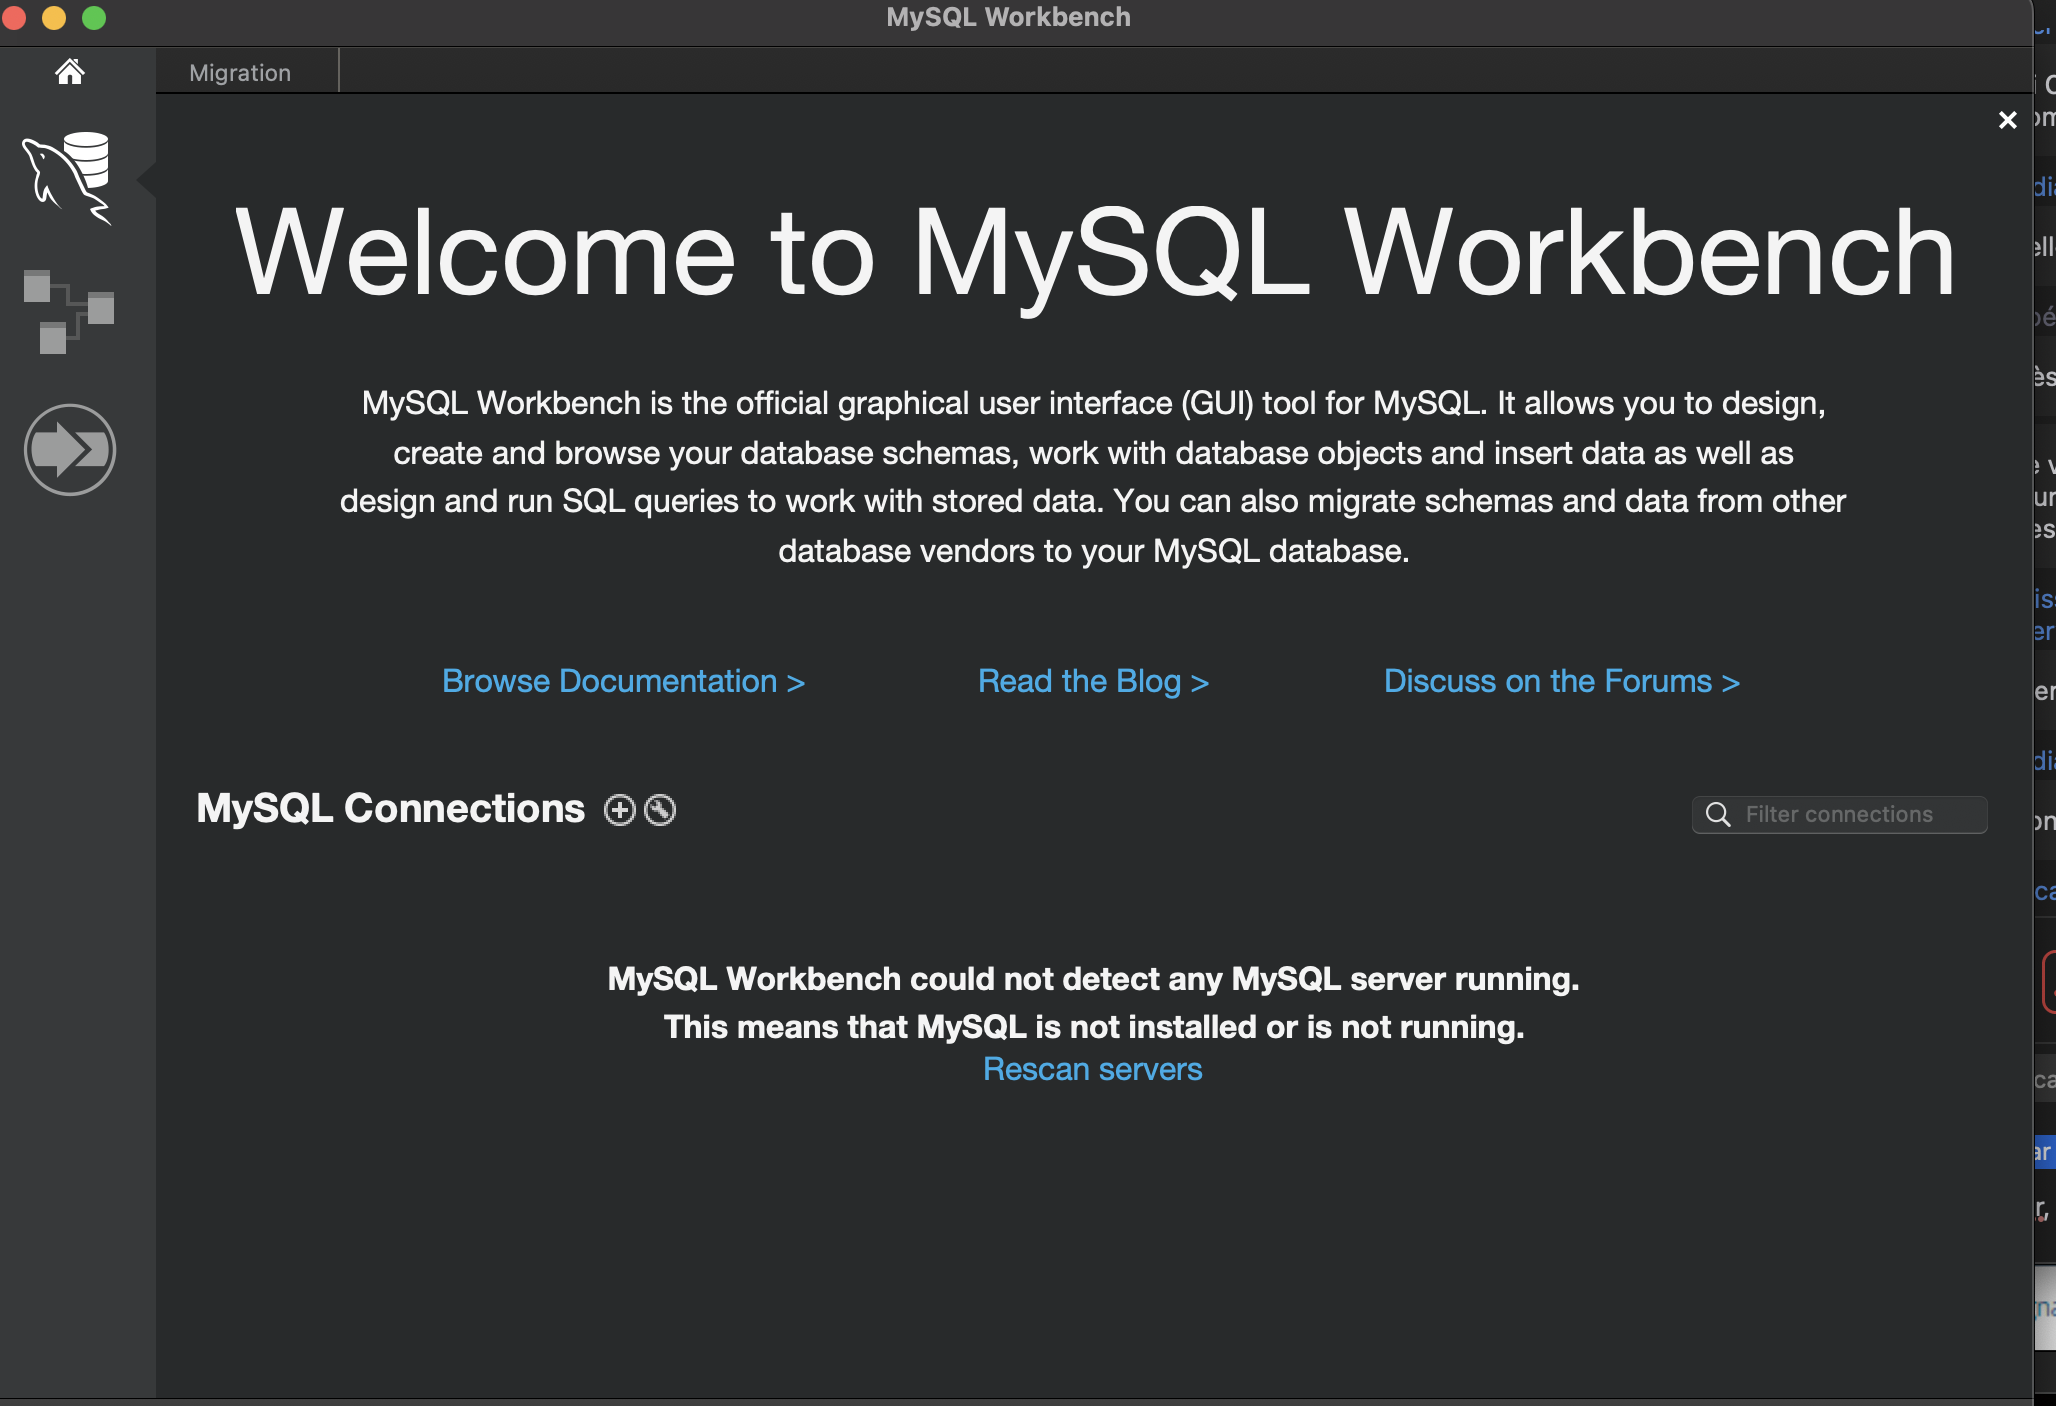 MySQL Workbench
Migration
Welcome to MySQL Workbench
MySQL Workbench is the official graphical user interface (GUI) tool for MySQL. It allows you to design,
create and browse your database schemas, work with database objects and insert data as well as
design and run SQL queries to work with stored data. You can also migrate schemas and data from other
database vendors to your MySQL database.
Browse Documentation >
Read the Blog >
Discuss on the Forums >
MySQL Connections
Filter connections
MySQL Workbench could not detect any MySQL server running.
This means that MySQL is not installed or is not running.
Rescan servers